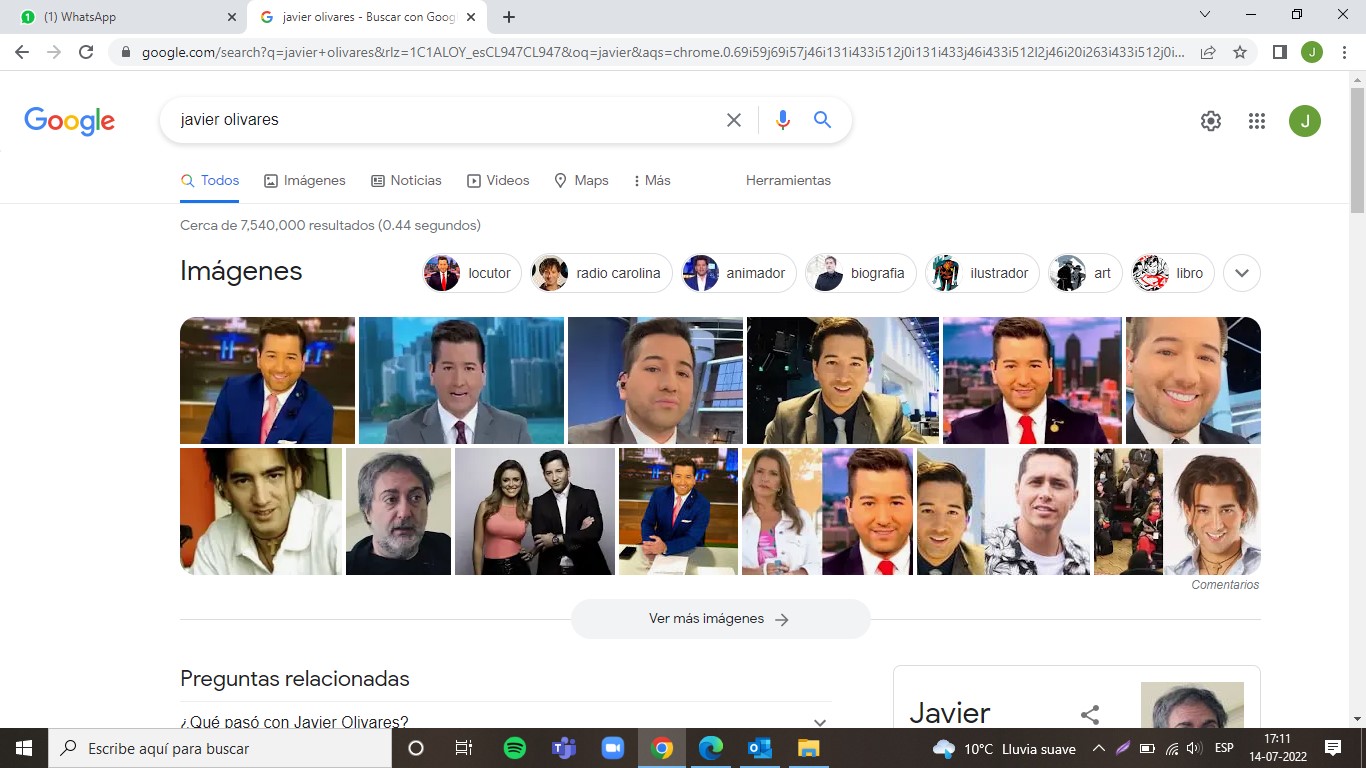 1 (1) WhatsApp
javier olivares - Buscar con Goog
google.com/search?q=javier+olivares&rlz=1C1ALOY_esCL947CL947&oq=javier&aqs=chrome.0.69i59j69i57j46i131i433i512j0i131i433j46i433i512l2j46i20i263i433i512j0i...
J
Google
javier olivares
J
Todos
Imágenes
Noticias
Videos
Maps
Más
Herramientas
Cerca de 7,540,000 resultados (0.44 segundos)
Imágenes
locutor
radio carolina
animador
biografia
ilustrador
art
libro
Comentarios
Ver más imágenes
Preguntas relacionadas
Javier
¿Qué pasó con Javier Olivares?
Escribe aquí para buscar
10°C Lluvia suave
ESP
17:11
14-07-2022